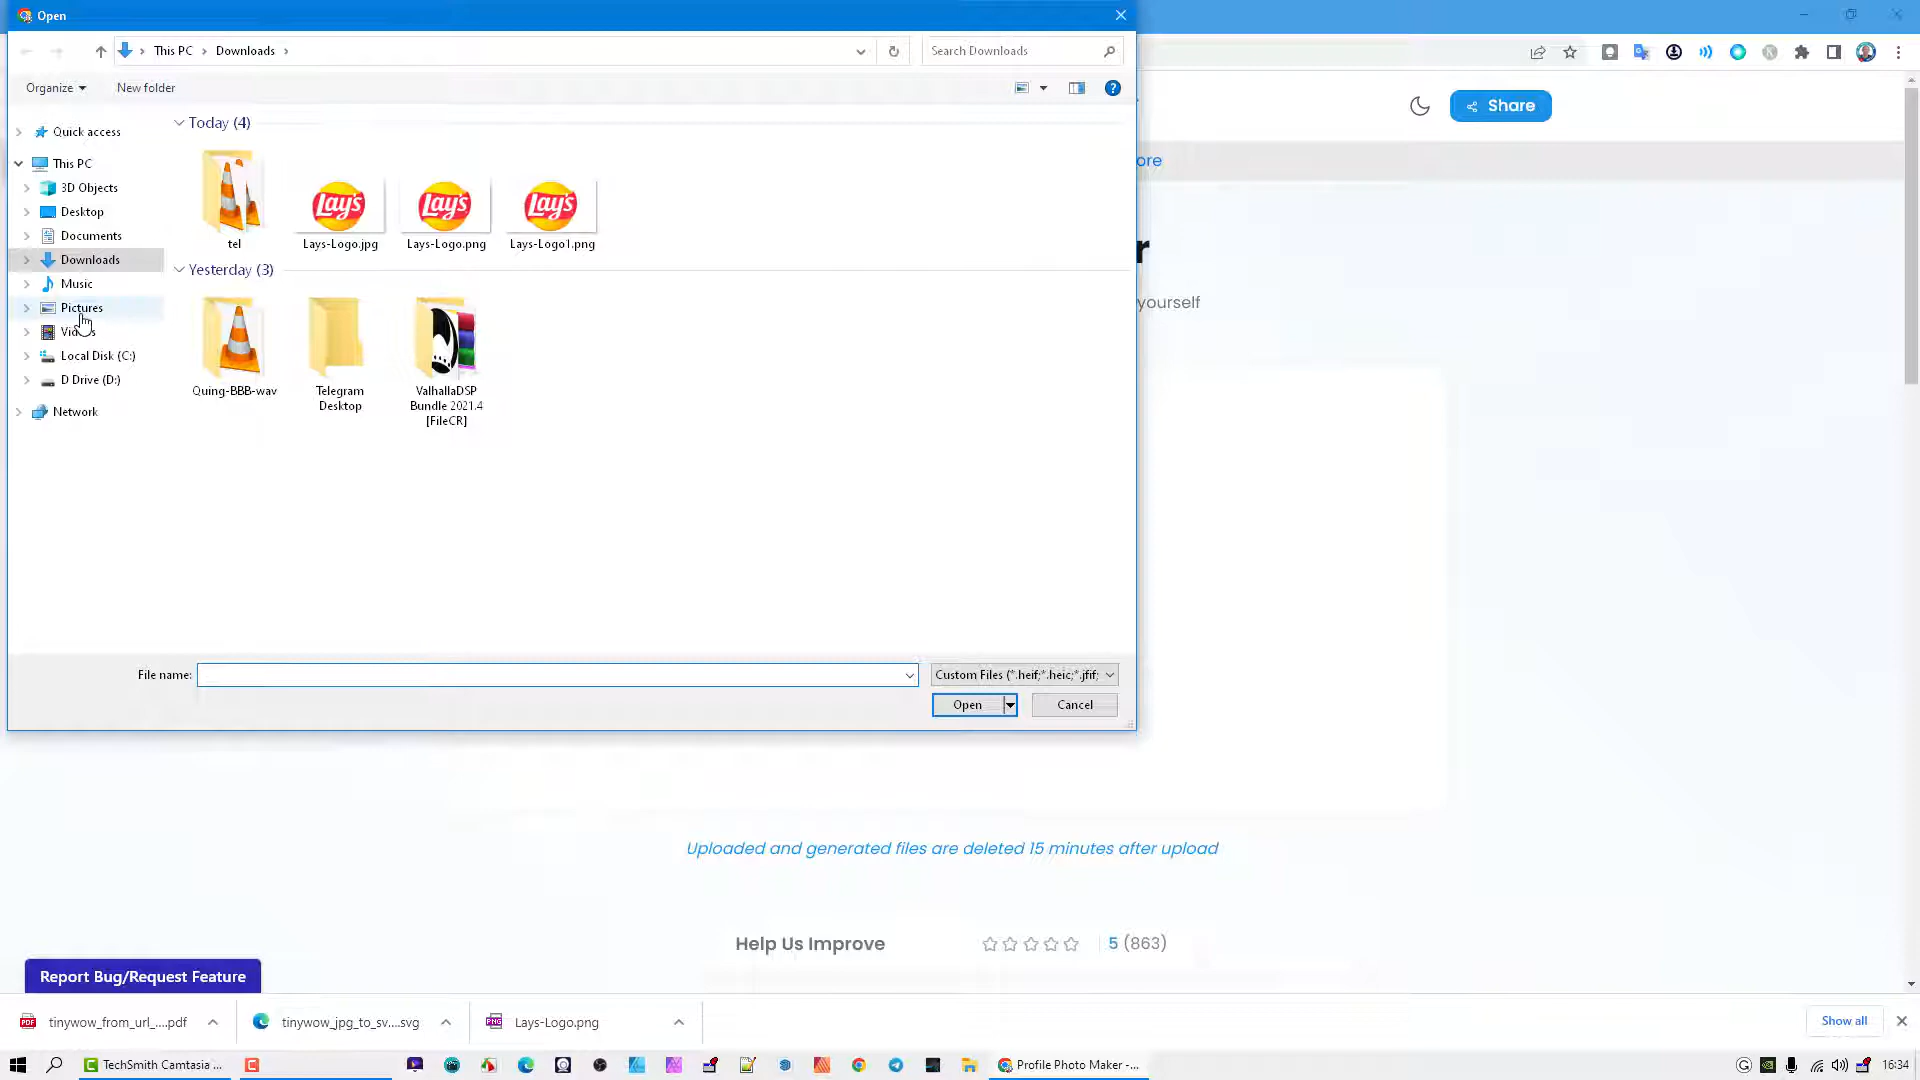 Open
This PC > Downloads >
Search Downloads
Organize
New folder
Share
Quick access
This PC
3D Objects
Desktop
Documents
Downloads
Music
Pictures
Local Disk (C:)
D Drive (D:)
Network
Today (4)
Lay's Lay's Lay's
tel Lays-Logo.jpg Lays-Logo.png Lays-Logo1.png
Yesterday (3)
Quing-BBB-wav Telegram Desktop ValhallaDSP Bundle 2021.4 [FileCR]
ore
r
yourself
File name:
Custom Files (*.heif;*.heic;*.jfif;
Open
Cancel
Uploaded and generated files are deleted 15 minutes after upload
Help Us Improve 5 (863)
Report Bug/Request Feature
tinywow_from_url_....pdf tinywow_jpg_to_sv....svg Lays-Logo.png Show all
TechSmith Camtasia ... Profile Photo Maker -... 16:34